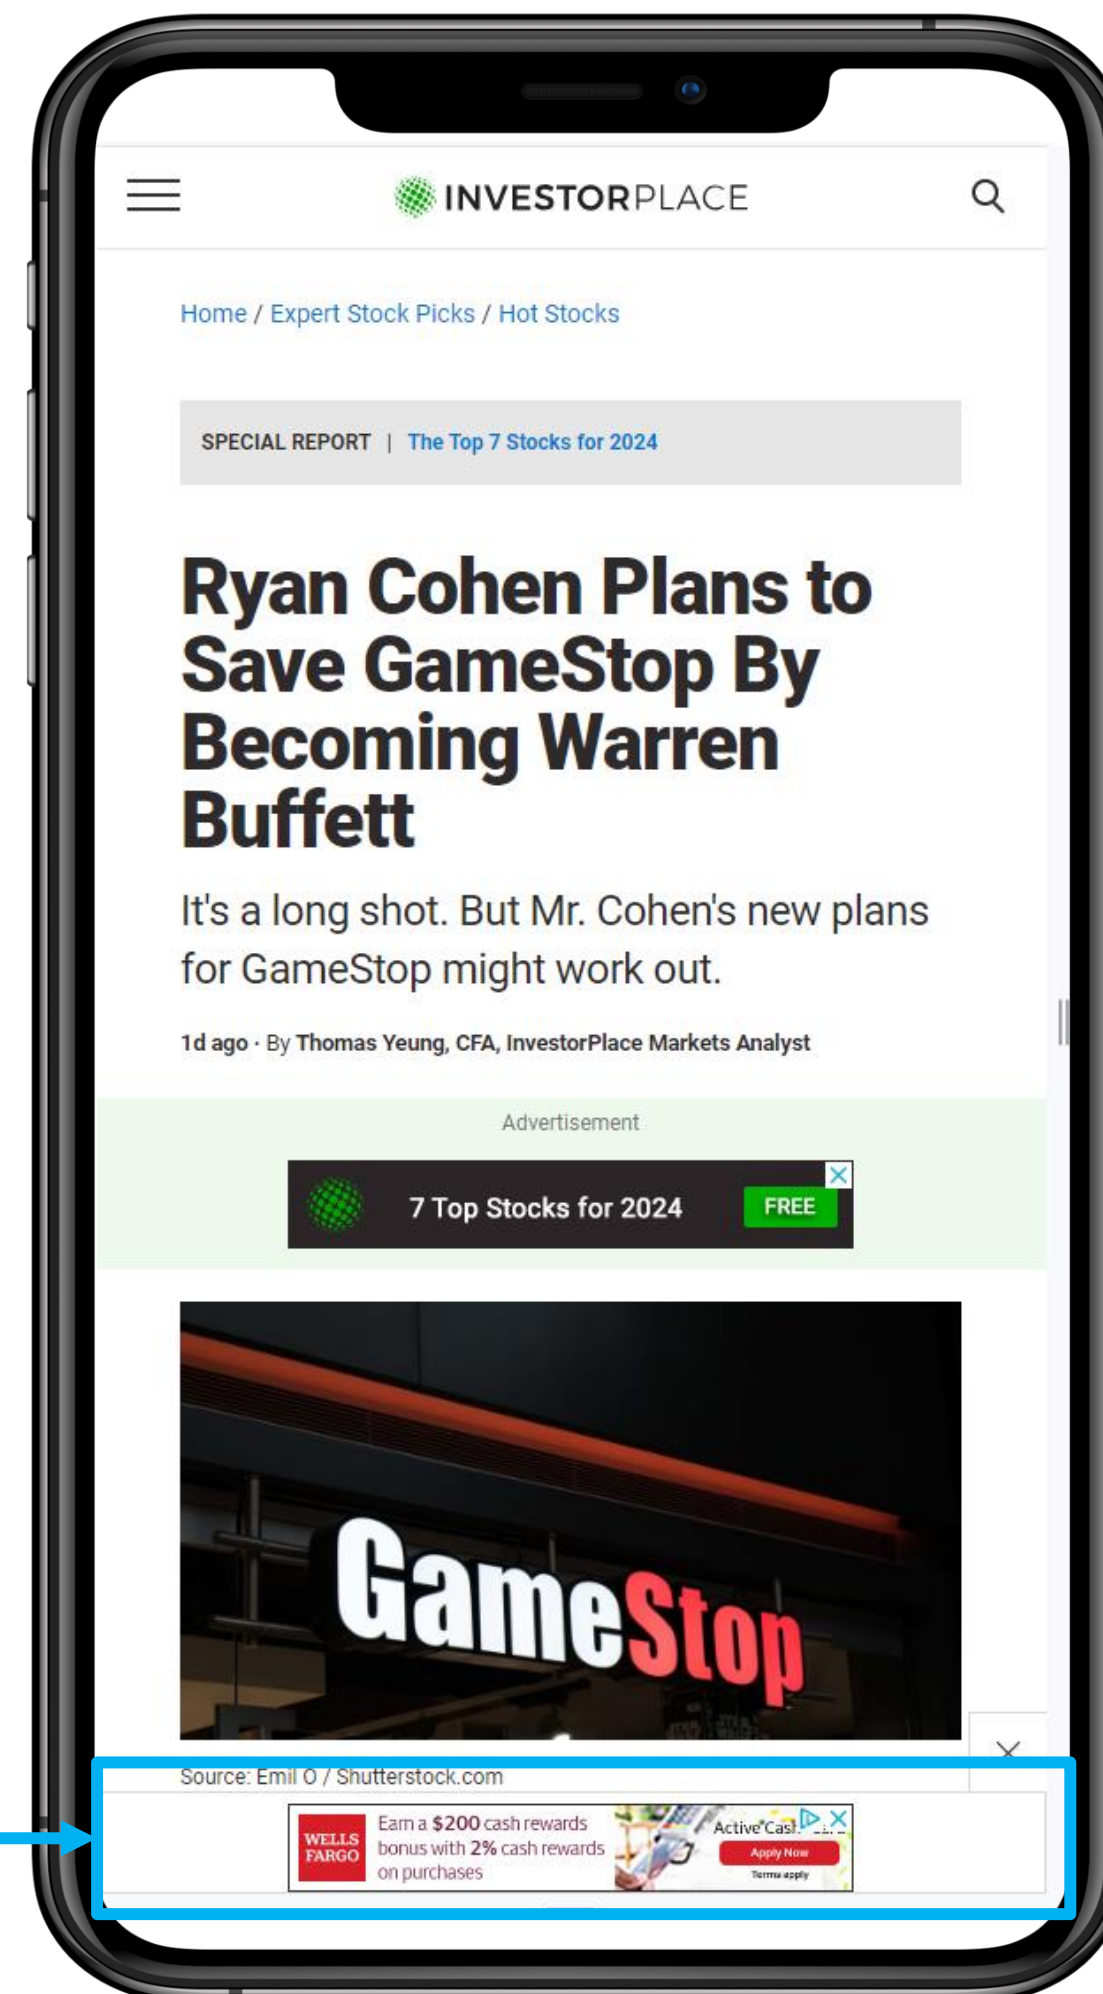 INVESTORPLACE
Home / Expert Stock Picks / Hot Stocks
SPECIAL REPORT | The Top 7 Stocks for 2024
Ryan Cohen Plans to
Save GameStop By
Becoming Warren
Buffett
It's a long shot. But Mr. Cohen's new plans
for GameStop might work out.
1d ago · By Thomas Yeung, CFA, InvestorPlace Markets Analyst
Advertisement
7 Top Stocks for 2024 FREE
GameStop
Source: Emil O / Shutterstock.com
WELLS
FARGO
Earn a $200 cash rewards
bonus with 2% cash rewards
on purchases
Active Cash
Apply Now
Terms apply